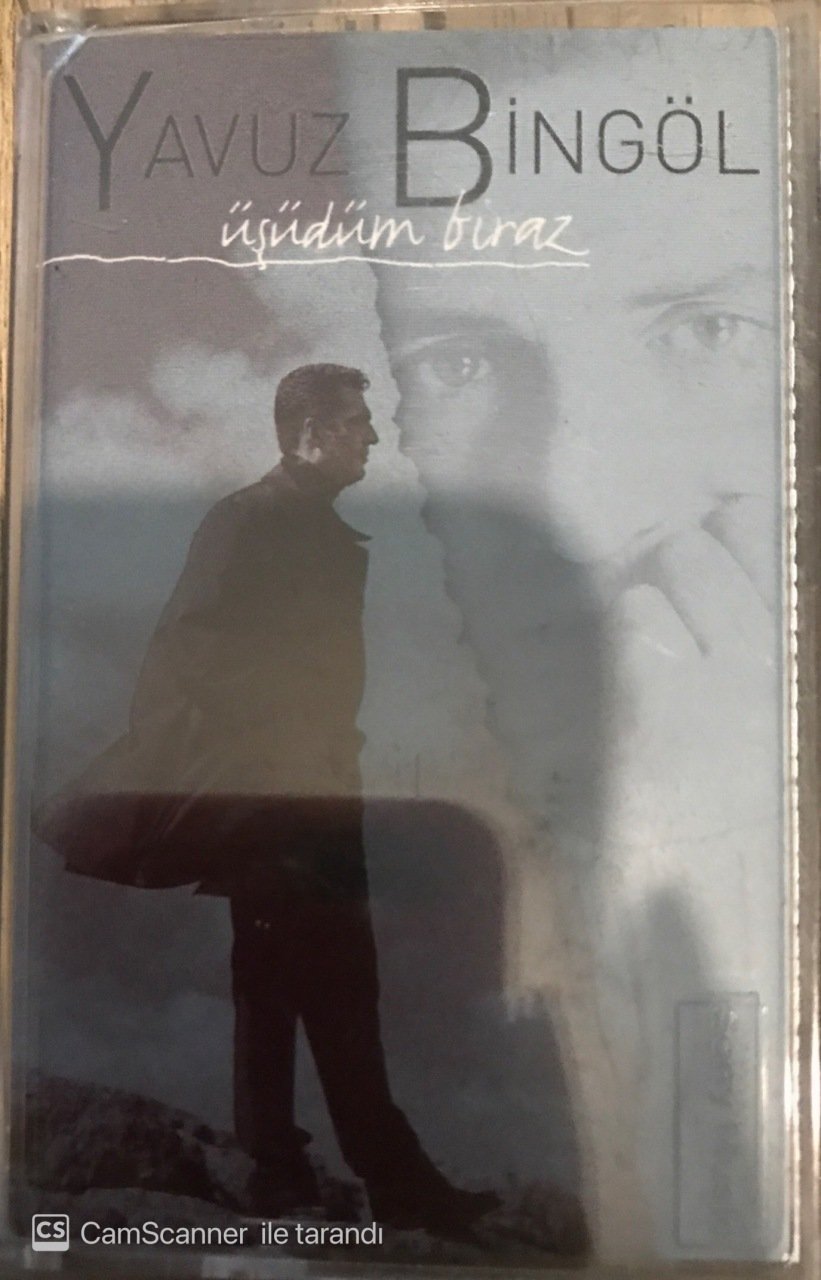 YAVUZ BİNGÖL
üşüdüm biraz
CS CamScanner ile tarandı